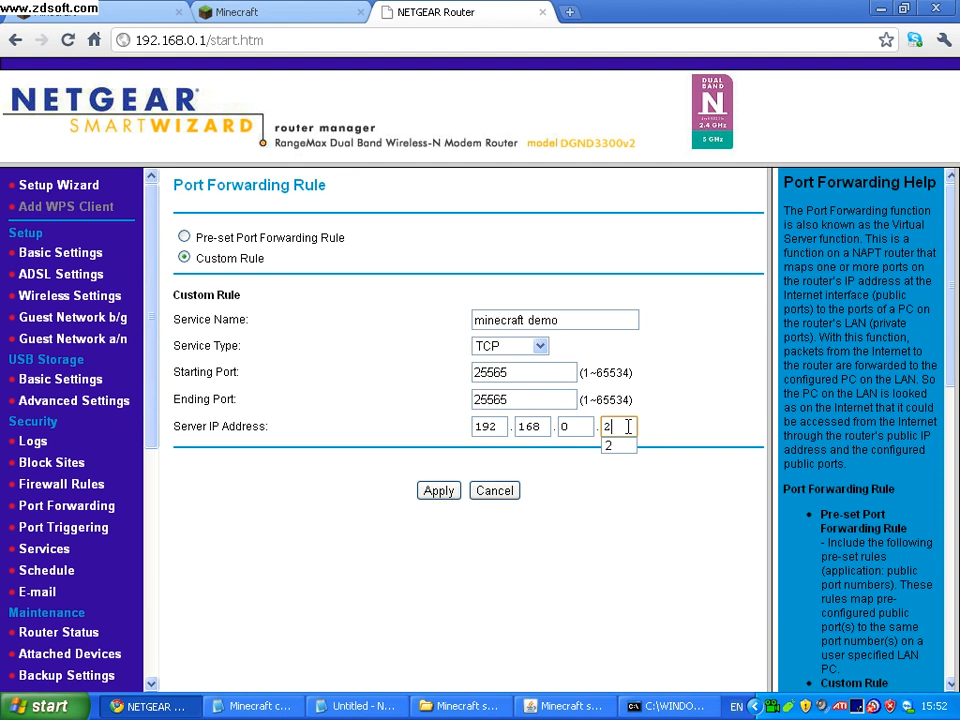 www.zdsoft.com
Minecraft
NETGEAR Router
192.168.0.1/start.htm
NETGEAR
SMARTWIZARD
router manager
RangeMax Dual Band Wireless-N Modem Router model DGND3300v2
DUAL BAND
N
2.4 GHz
5 GHz
Setup Wizard
Add WPS Client
Setup
Basic Settings
ADSL Settings
Wireless Settings
Guest Network b/g
Guest Network a/n
USB Storage
Basic Settings
Advanced Settings
Security
Logs
Block Sites
Firewall Rules
Port Forwarding
Port Triggering
Services
Schedule
E-mail
Maintenance
Router Status
Attached Devices
Backup Settings
Port Forwarding Rule
Pre-set Port Forwarding Rule
Custom Rule
Custom Rule
Service Name: minecraft demo
Service Type: TCP
Starting Port: 25565 (1~65534)
Ending Port: 25565 (1~65534)
Server IP Address: 192 . 168 . 0 . 2
2
Apply Cancel
Port Forwarding Help
The Port Forwarding function
is also known as the Virtual
Server function. This is a
function on a NAPT router that
maps one or more ports on
the router's IP address at the
Internet interface (public
ports) to the ports of a PC on
the router's LAN (private
ports). With this function,
packets from the Internet to
the router are forwarded to the
configured PC on the LAN. So
the PC on the LAN is looked
as on the Internet that it could
be accessed from the Internet
through the router's public IP
address and the configured
public ports.
Port Forwarding Rule
Pre-set Port
Forwarding Rule
- Include the following
pre-set rules
(application: public
port numbers). These
rules map pre-
configured public
port(s) to the same
port number(s) on a
user specified LAN
PC.
Custom Rule
start
NETGEAR ...
Minecraft c...
Untitled - N...
Minecraft s...
Minecraft s...
C:\WINDO...
EN
15:52